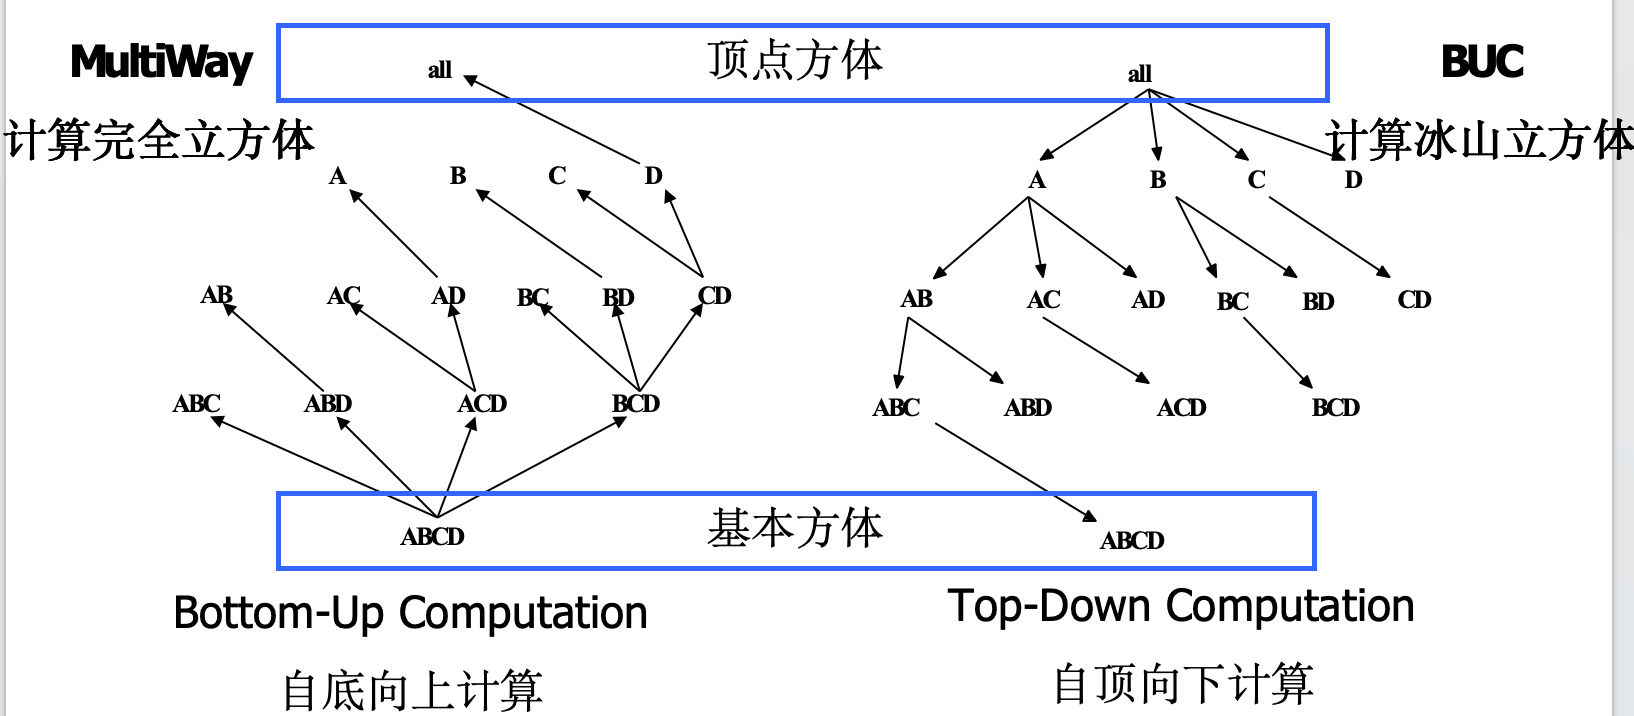 MultiWay
all
顶点方体
all
BUC
计算完全立方体
计算冰山立方体
A B C D
A B C D
AB AC AD BC BD CD
AB AC AD BC BD CD
ABC ABD ACD BCD
ABC ABD ACD BCD
ABCD
基本方体
ABCD
Bottom-Up Computation
Top-Down Computation
自底向上计算
自顶向下计算